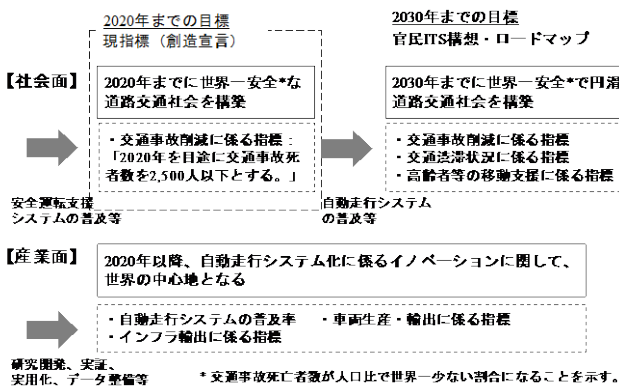 2020年までの目標
現指標（創造宣言）
2030年までの目標
官民ITS構想・ロードマップ
【社会面】
2020年までに世界一安全*な
道路交通社会を構築
2030年までに世界一安全*で円滑
道路交通社会を構築
・交通事故削減に係る指標：
「2020年を目途に交通事故死
者数を2,500人以下とする。」
・交通事故削減に係る指標
・交通渋滞状況に係る指標
・高齢者等の移動支援に係る指標
安全運転支援
システムの普及等
自動走行システム
の普及等
【産業面】
2020年以降、自動走行システム化に係るイノベーションに関して、
世界の中心地となる
・自動走行システムの普及率　・車両生産・輸出に係る指標
・インフラ輸出に係る指標
研究開発、実証、
実用化、データ整備等
* 交通事故死亡者数が人口比で世界一少ない割合になることを示す。